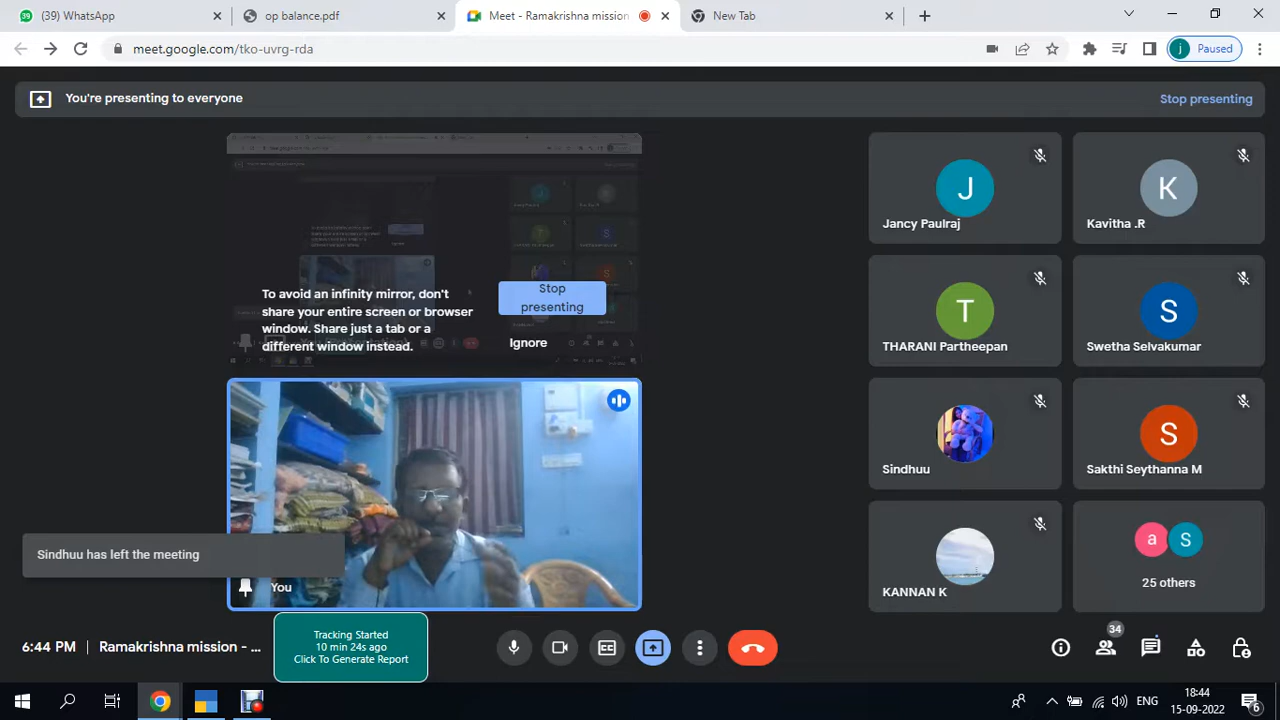 (39) WhatsApp
op balance.pdf
Meet - Ramakrishna mission
New Tab
meet.google.com/tko-uvrg-rda
j
Paused
You're presenting to everyone
Stop presenting
To avoid an infinity mirror, don't
share your entire screen or browser
window. Share just a tab or a
different window instead.
Stop
presenting
Ignore
J
Jancy Paulraj
K
Kavitha .R
T
THARANI Partheepan
S
Swetha Selvakumar
Sindhuu
S
Sakthi Seythanna M
KANNAN K
a
S
25 others
Sindhuu has left the meeting
You
6:44 PM | Ramakrishna mission - ...
Tracking Started
10 min 24s ago
Click To Generate Report
CC
34
ENG
18:44
15-09-2022
6